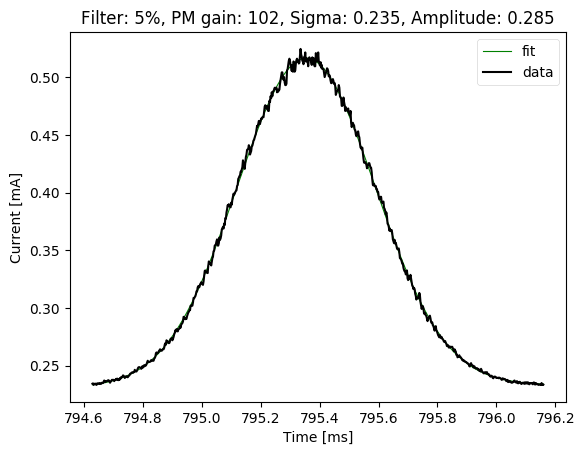 Filter: 5%, PM gain: 102, Sigma: 0.235, Amplitude: 0.285
fit
data
0.50
0.45
0.40
0.35
0.30
0.25
Current [mA]
794.6 794.8 795.0 795.2 795.4 795.6 795.8 796.0 796.2
Time [ms]